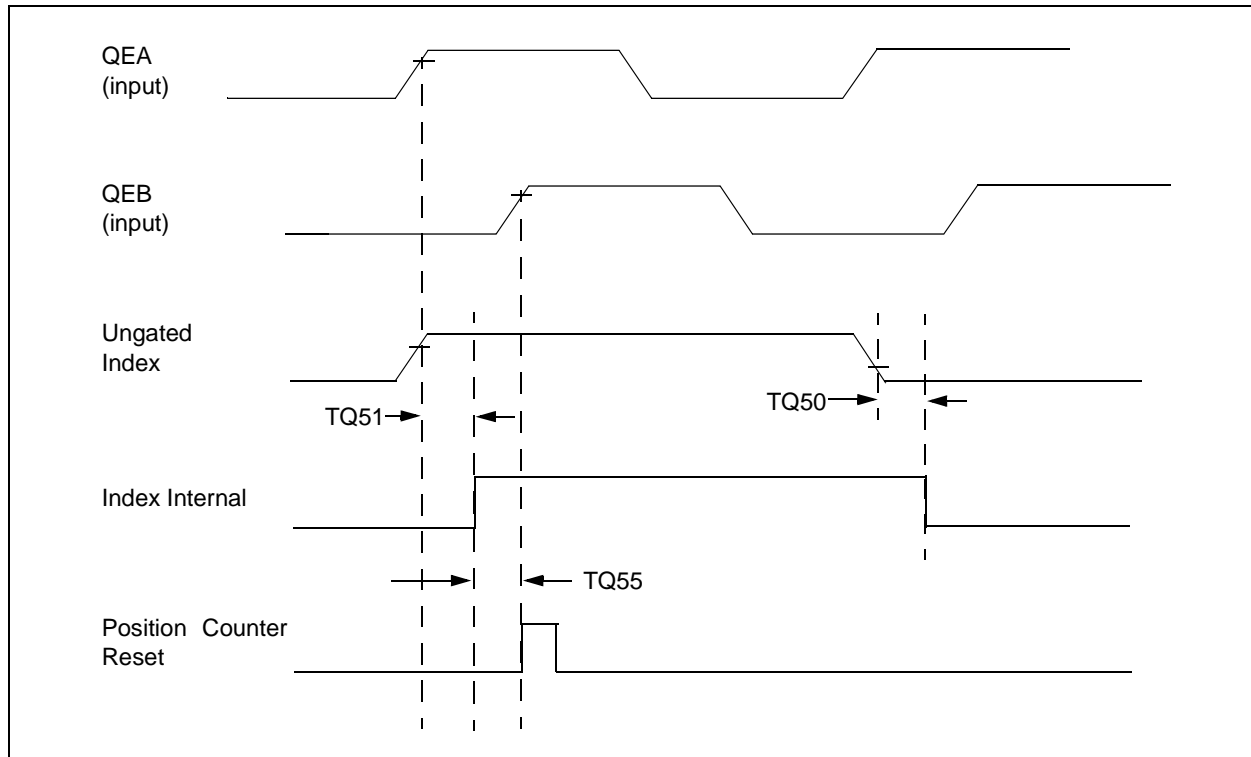 QEA
(input)
QEB
(input)
Ungated
Index
TQ51
TQ50
Index Internal
TQ55
Position Counter
Reset